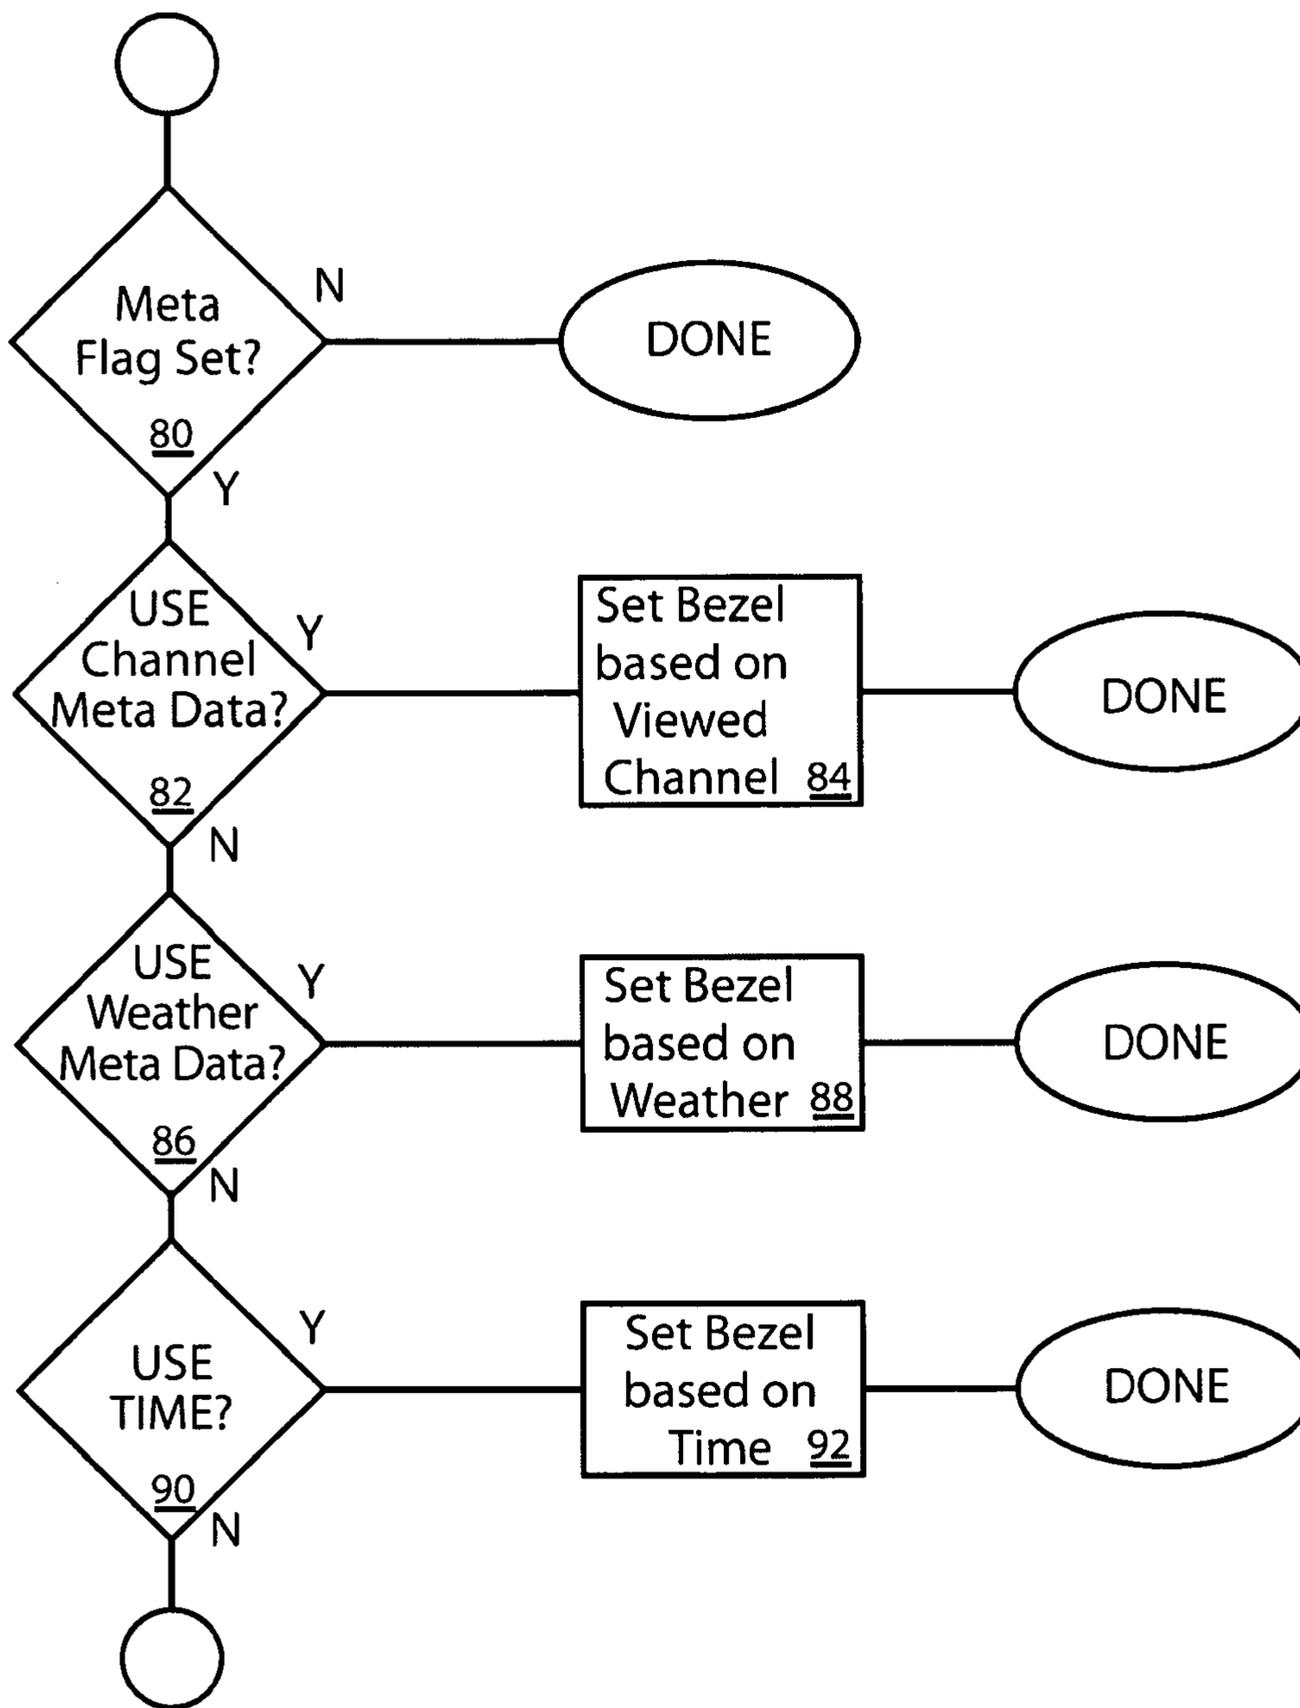 Meta
Flag Set?
80
N
Y
DONE
USE
Channel
Meta Data?
82
Y
N
Set Bezel
based on
Viewed
Channel 84
DONE
USE
Weather
Meta Data?
86
Y
N
Set Bezel
based on
Weather 88
DONE
USE
TIME?
90
Y
N
Set Bezel
based on
Time 92
DONE